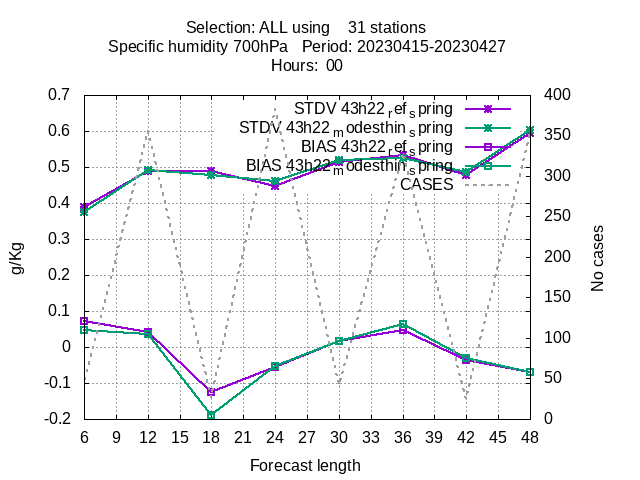 Selection: ALL using 31 stations
Specific humidity 700hPa Period: 20230415-20230427
Hours: 00
0.7
0.6
0.5
0.4
0.3
0.2
0.1
0
-0.1
-0.2
g/Kg
STDV 43h22_ref_spring
STDV 43h22_modesthin_spring
BIAS 43h22_ref_spring
BIAS 43h22_modesthin_spring
CASES
400
350
300
250
200
150
100
50
0
No cases
6 9 12 15 18 21 24 27 30 33 36 39 42 45 48
Forecast length